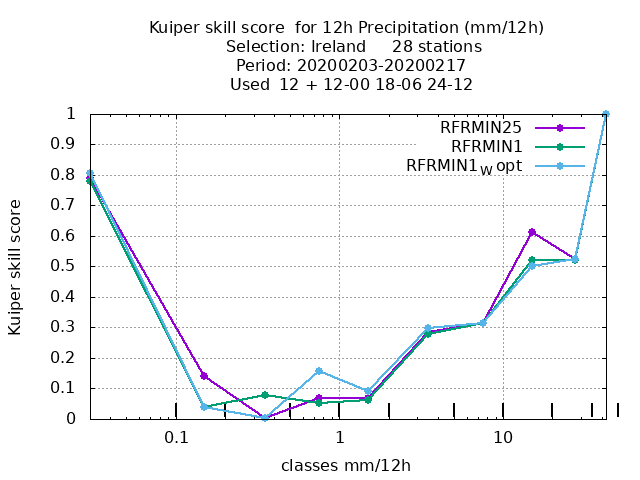 Kuiper skill score  for 12h Precipitation (mm/12h)
Selection: Ireland     28 stations
Period: 20200203-20200217
Used  12 + 12-00 18-06 24-12
RFRMIN25
RFRMIN1
RFRMIN1W opt
1
0.9
0.8
0.7
0.6
0.5
0.4
0.3
0.2
0.1
0
Kuiper skill score
0.1
1
10
classes mm/12h